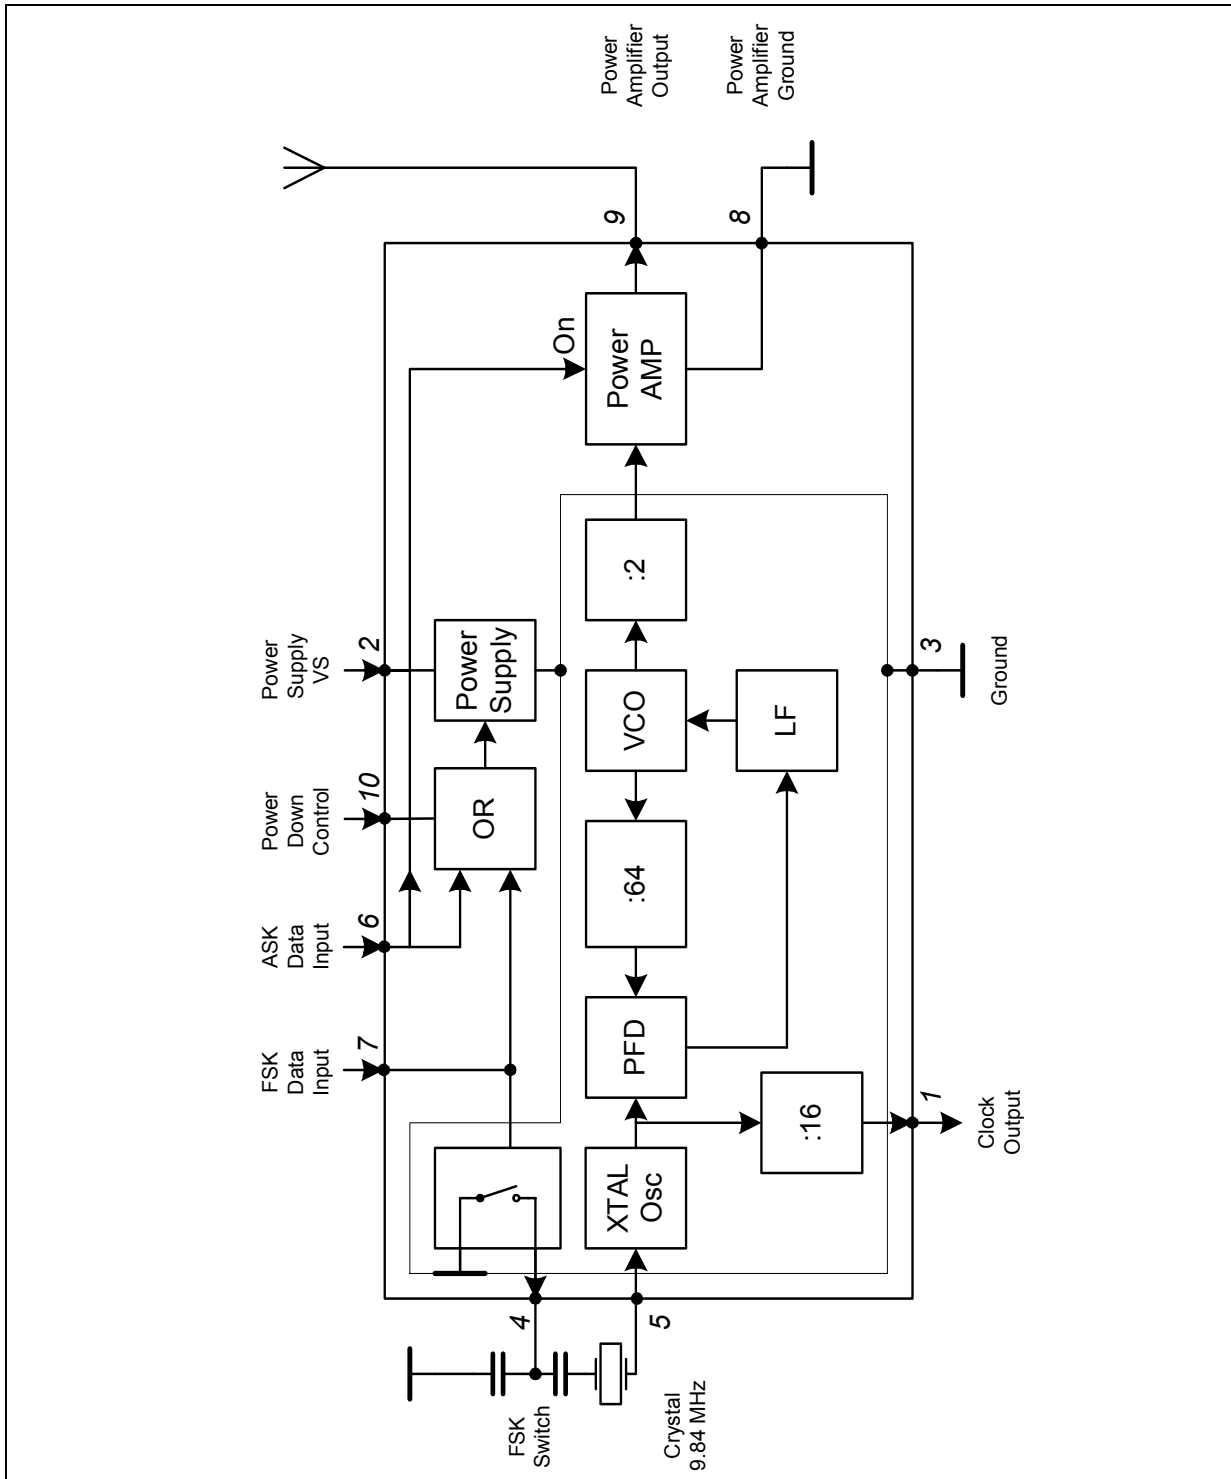 Power
Amplifier
Output
Power
Amplifier
Ground
9
8
On
Power
AMP
:2
Power
Supply
VS
2
Power
Supply
VCO
LF
3
Ground
Power
Down
Control
10
OR
:64
ASK
Data
Input
6
FSK
Data
Input
7
PFD
:16
1
Clock
Output
XTAL
Osc
4
5
FSK
Switch
Crystal
9.84 MHz